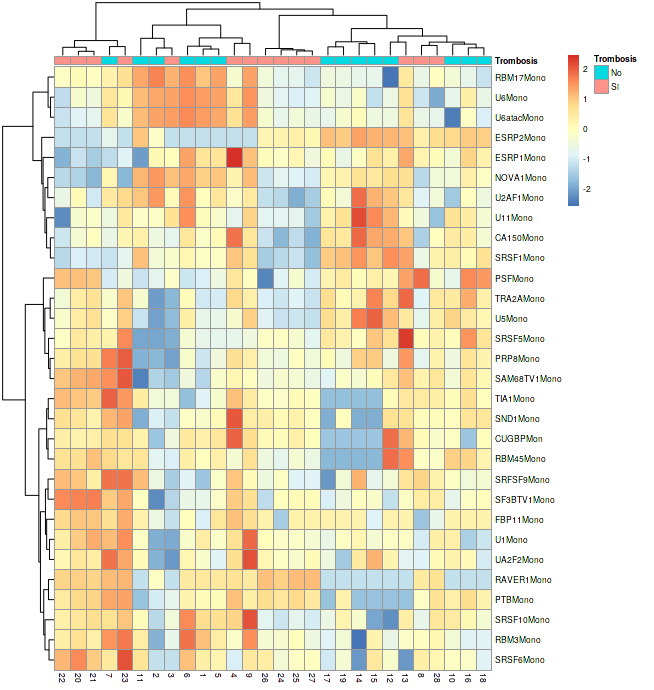 Trombosis
RBM17Mono
U6Mono
U6atacMono
ESRP2Mono
ESRP1Mono
NOVA1Mono
U2AF1Mono
U11Mono
CA150Mono
SRSF1Mono
PSFMono
TRA2AMono
U5Mono
SRSF5Mono
PRP8Mono
SAM68TV1Mono
TIA1Mono
SND1Mono
CUGBPMon
RBM45Mono
SRFSF9Mono
SF3BTV1Mono
FBP11Mono
U1Mono
UA2F2Mono
RAVER1Mono
PTBMono
SRSF10Mono
RBM3Mono
SRSF6Mono
22 20 21 7 23 11 2 3 6 1 5 4 9 26 24 25 27 17 19 14 15 12 13 8 28 10 16 18
2
1
0
-1
-2
Trombosis
No
SI